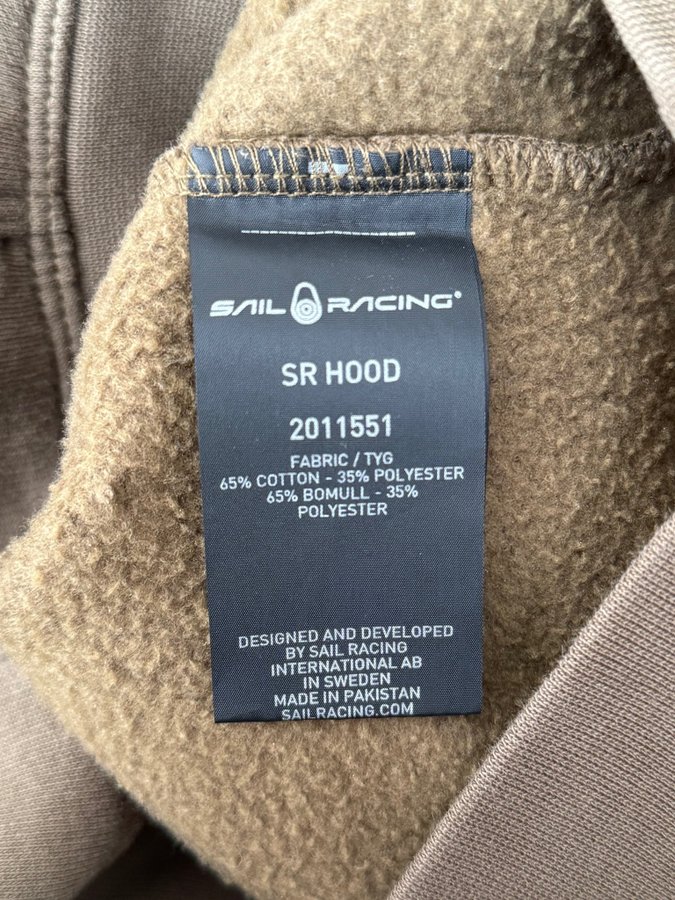 SAIL RACING®
SR HOOD
2011551
FABRIC / TYG
65% COTTON - 35% POLYESTER
65% BOMULL - 35%
POLYESTER
DESIGNED AND DEVELOPED
BY SAIL RACING
INTERNATIONAL AB
IN SWEDEN
MADE IN PAKISTAN
SAILRACING.COM